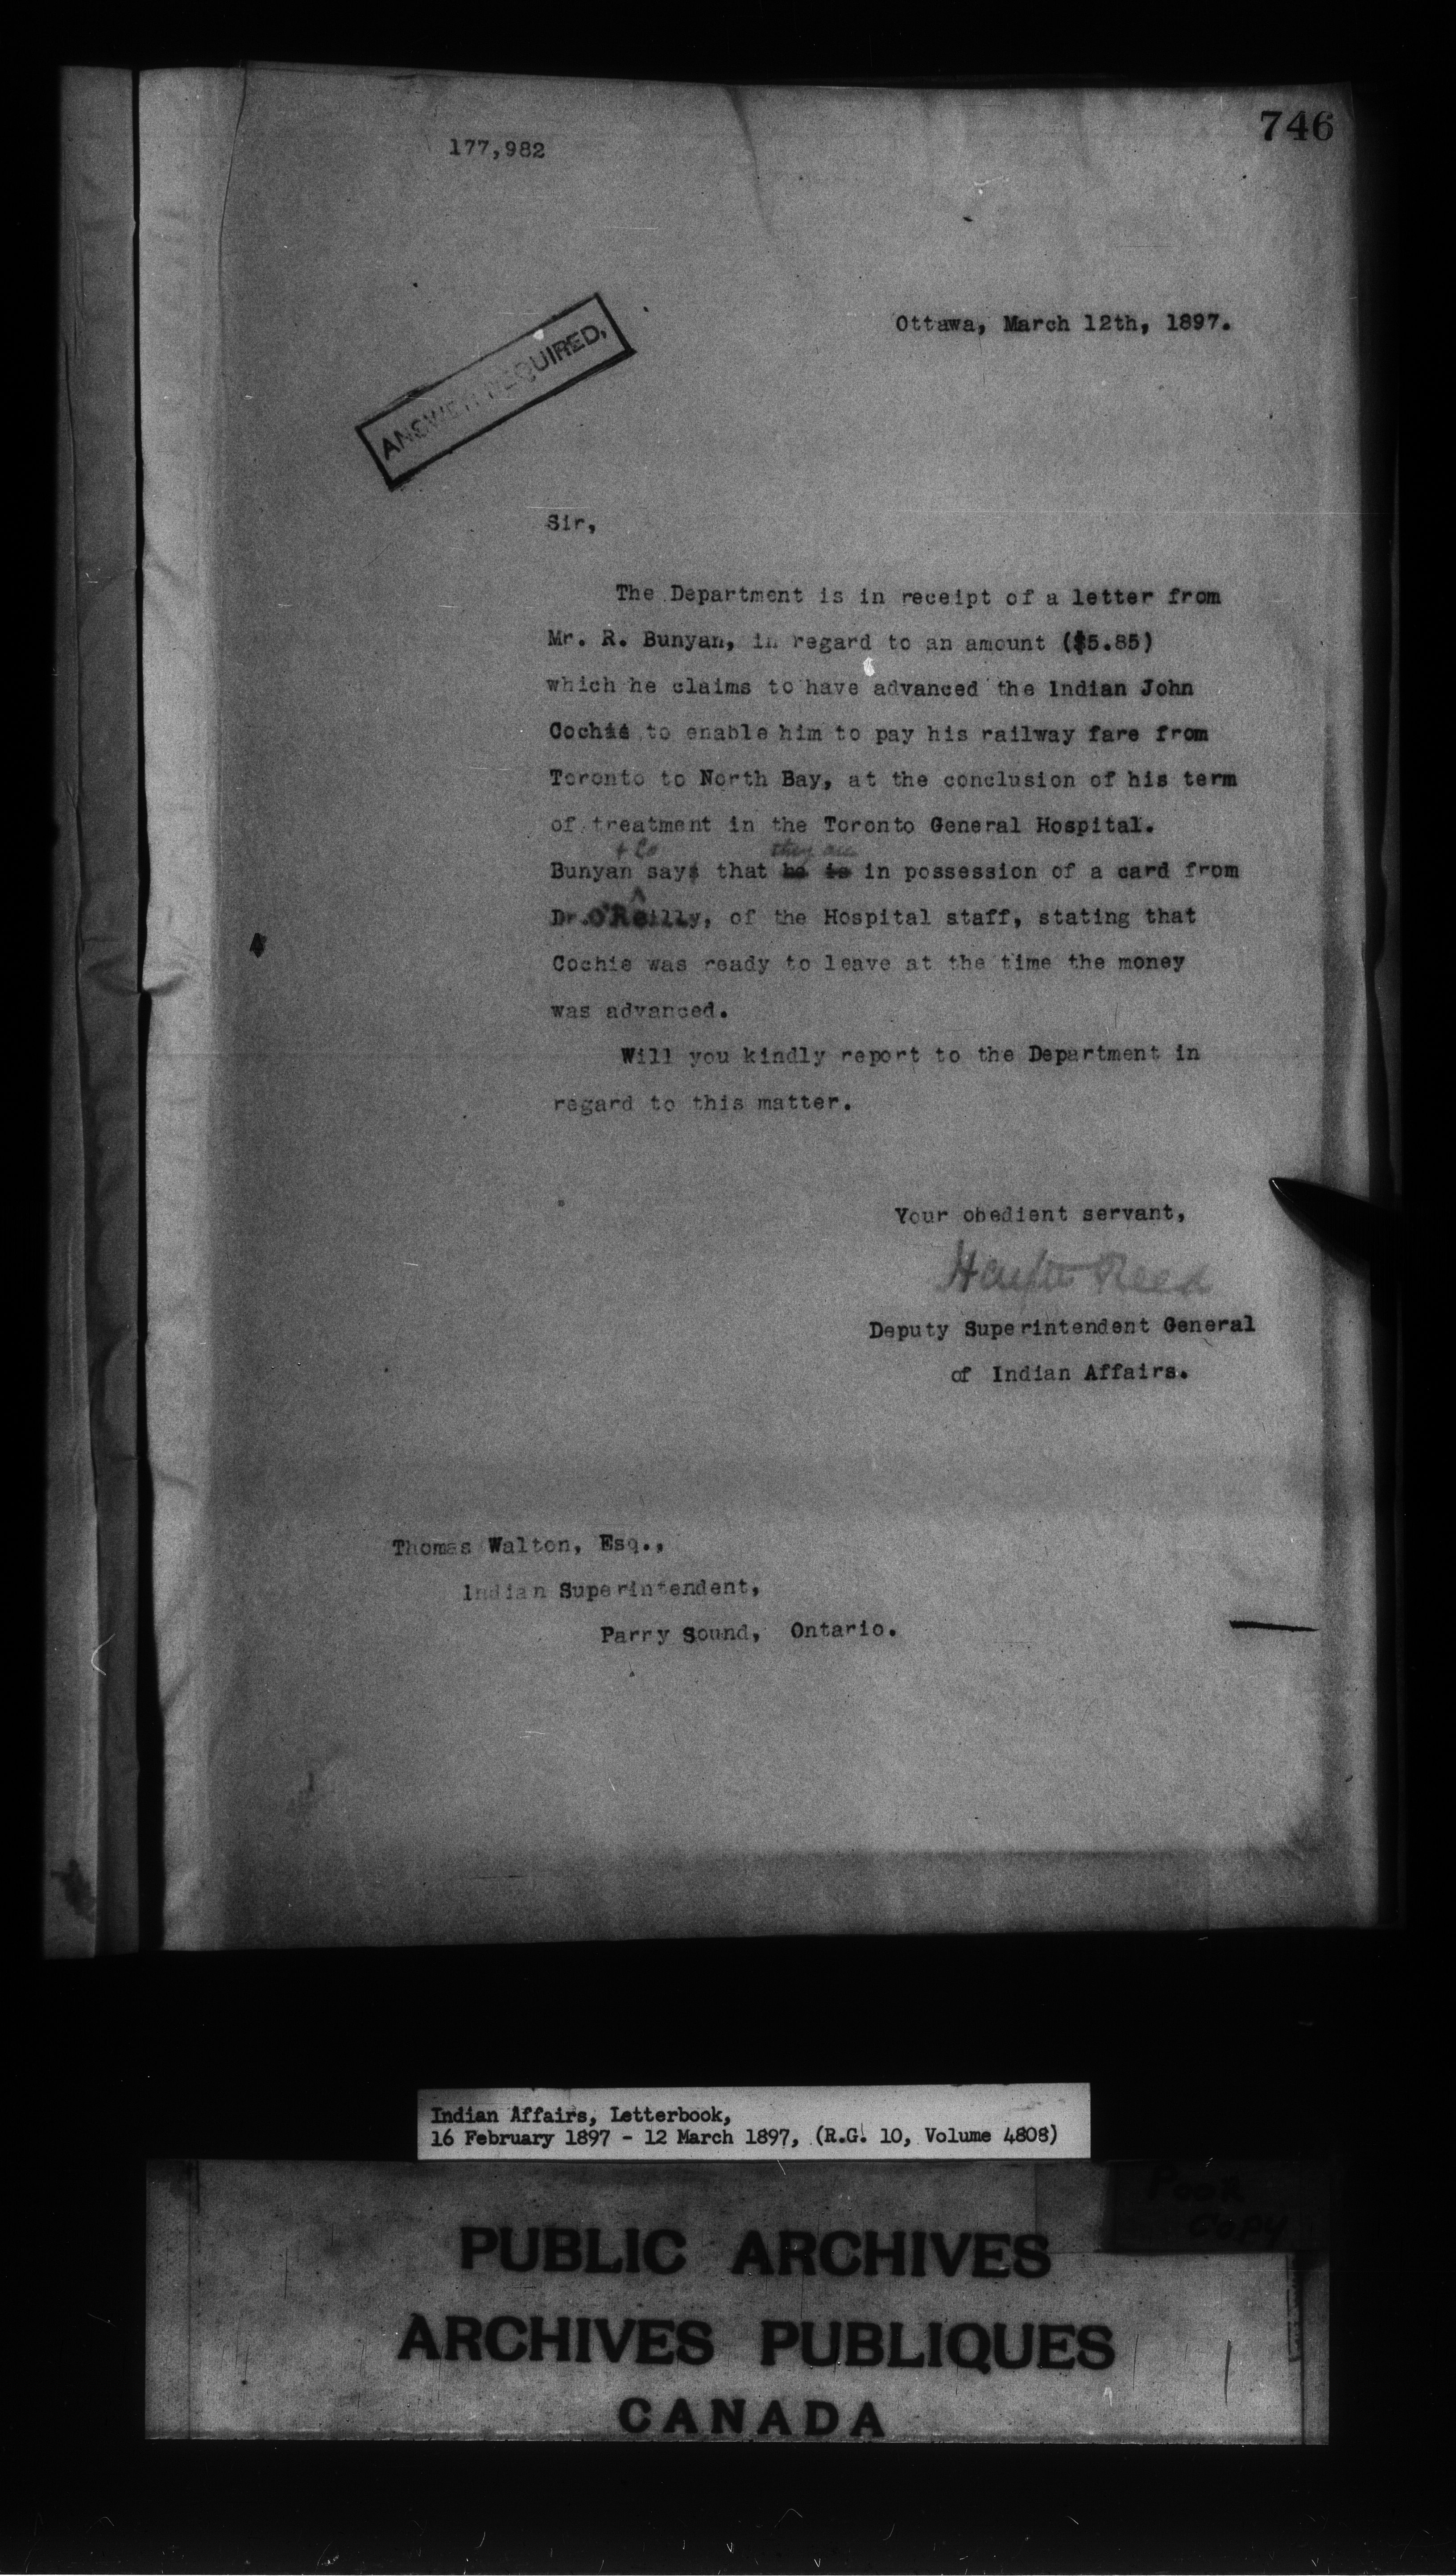 746
177,982
Ottawa, March 12th, 1897.
ANSWER REQUIRED,
Sir,
The Department is in receipt of a letter from
Mr. R. Bunyan, in regard to an amount ($5.85)
which he claims to have advanced the Indian John
Cochie to enable him to pay his railway fare from
Toronto to North Bay, at the conclusion of his term
of treatment in the Toronto General Hospital.
+ Co they are
Bunyan says that he is in possession of a card from
Dr. O'Reilly, of the Hospital staff, stating that
Cochie was ready to leave at the time the money
was advanced.
Will you kindly report to the Department in
regard to this matter.
Your obedient servant,
Hayter Reed
Deputy Superintendent General
of Indian Affairs.
Thomas Walton, Esq.,
Indian Superintendent,
Parry Sound, Ontario.
Indian Affairs, Letterbook,
16 February 1897 - 12 March 1897, (R.G. 10, Volume 4808)
Poor
Copy
PUBLIC ARCHIVES
ARCHIVES PUBLIQUES
CANADA